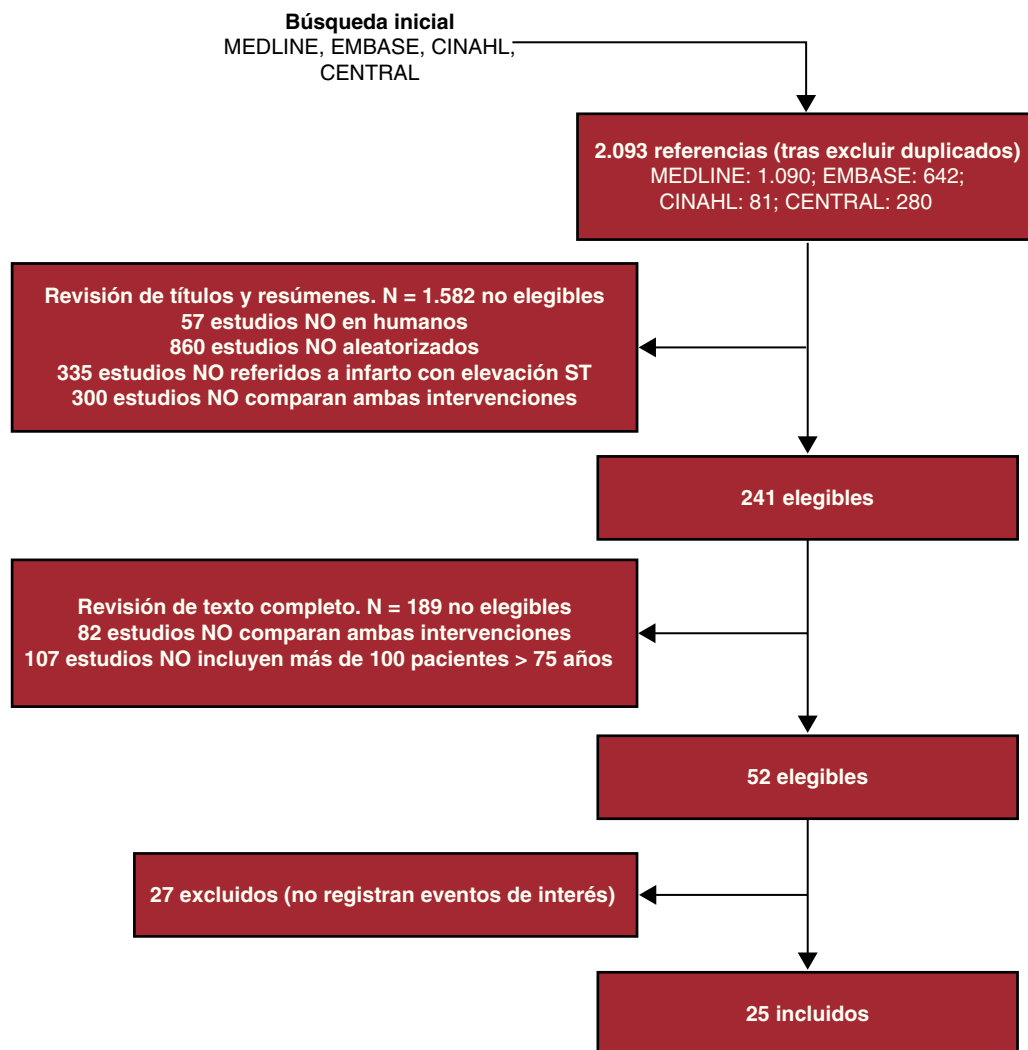 Búsqueda inicial
MEDLINE, EMBASE, CINAHL,
CENTRAL
2.093 referencias (tras excluir duplicados)
MEDLINE: 1.090; EMBASE: 642;
CINAHL: 81; CENTRAL: 280
Revisión de títulos y resúmenes. N = 1.582 no elegibles
57 estudios NO en humanos
860 estudios NO aleatorizados
335 estudios NO referidos a infarto con elevación ST
300 estudios NO comparan ambas intervenciones
241 elegibles
Revisión de texto completo. N = 189 no elegibles
82 estudios NO comparan ambas intervenciones
107 estudios NO incluyen más de 100 pacientes > 75 años
52 elegibles
27 excluidos (no registran eventos de interés)
25 incluidos